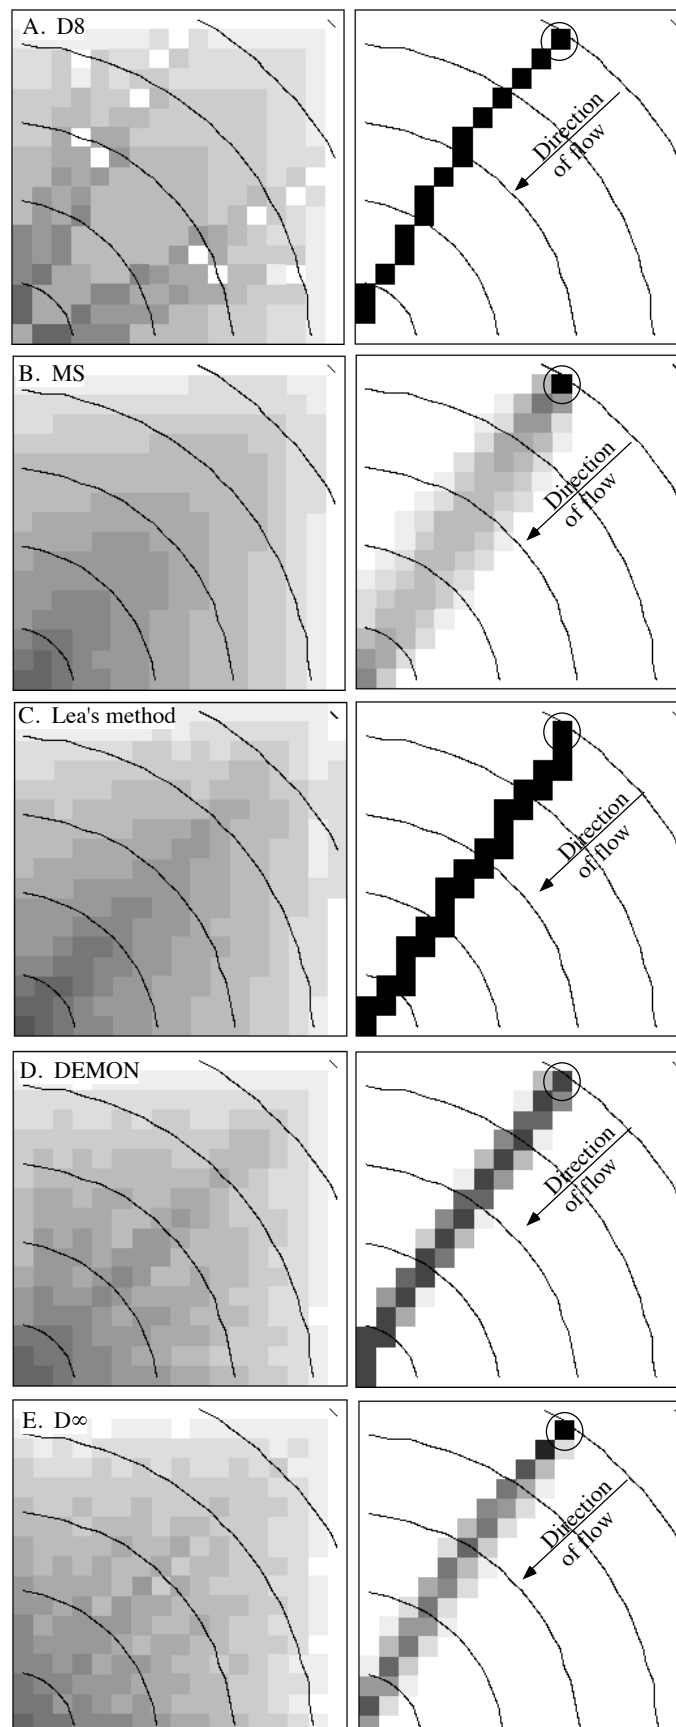 A. D8
Direction
of flow
B. MS
Direction
of flow
C. Lea's method
Direction
of flow
D. DEMON
Direction
of flow
E. D∞
Direction
of flow